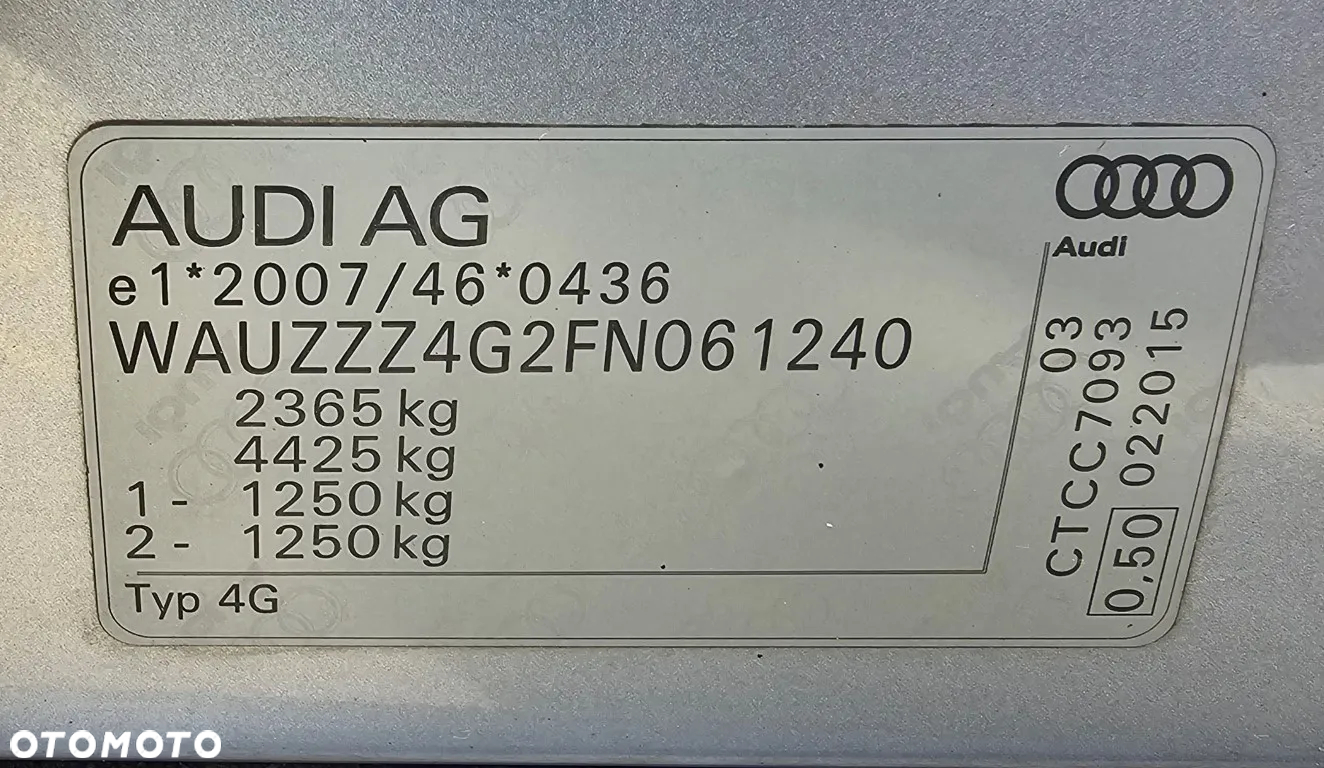 AUDI AG
e1*2007/46*0436
WAUZZZ4G2FN061240
2365 kg
4425 kg
1 - 1250 kg
2 - 1250 kg
Typ 4G
Audi
03
CTCC7093
0,50 022015
OTOMOTO